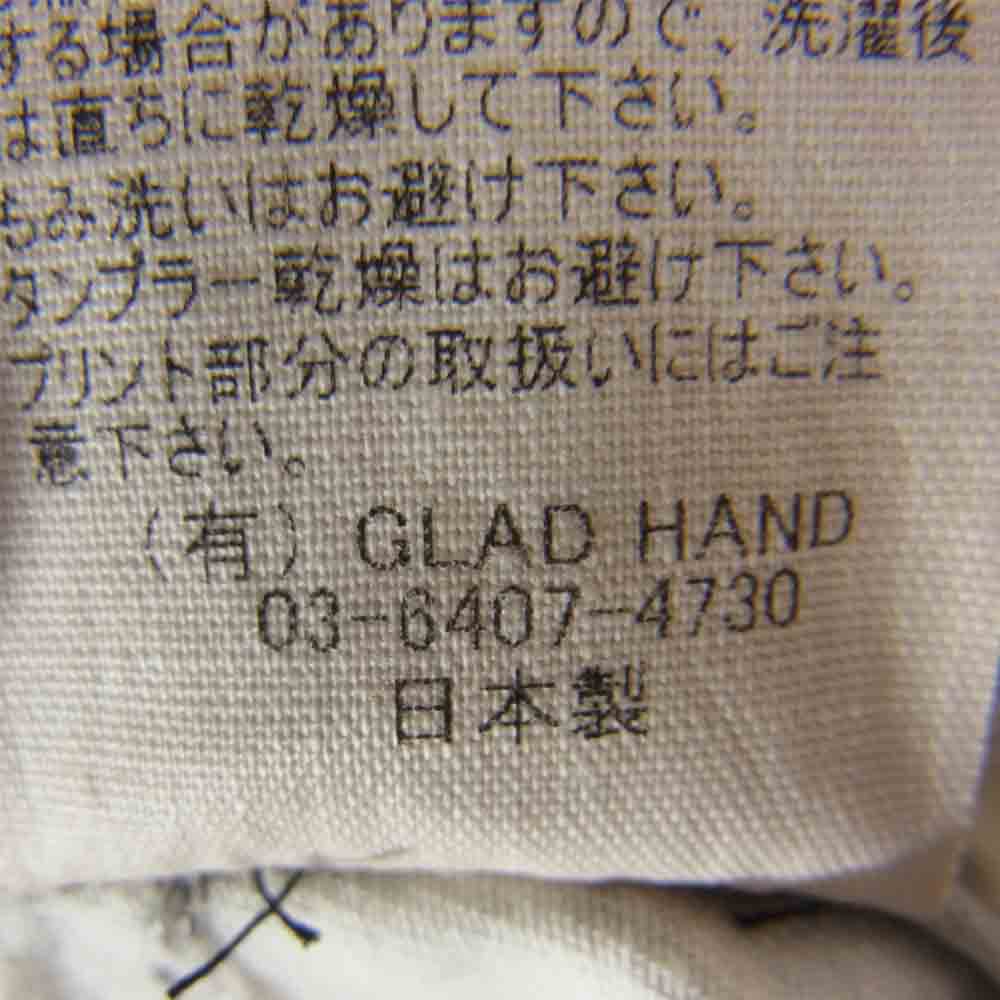 する場合がありますので、洗濯後
は直ちに乾燥して下さい。
もみ洗いはお避け下さい。
タンブラー乾燥はお避け下さい。
プリント部分の取扱いにはご注
意下さい。
(有) GLAD HAND
03-6407-4730
日本製